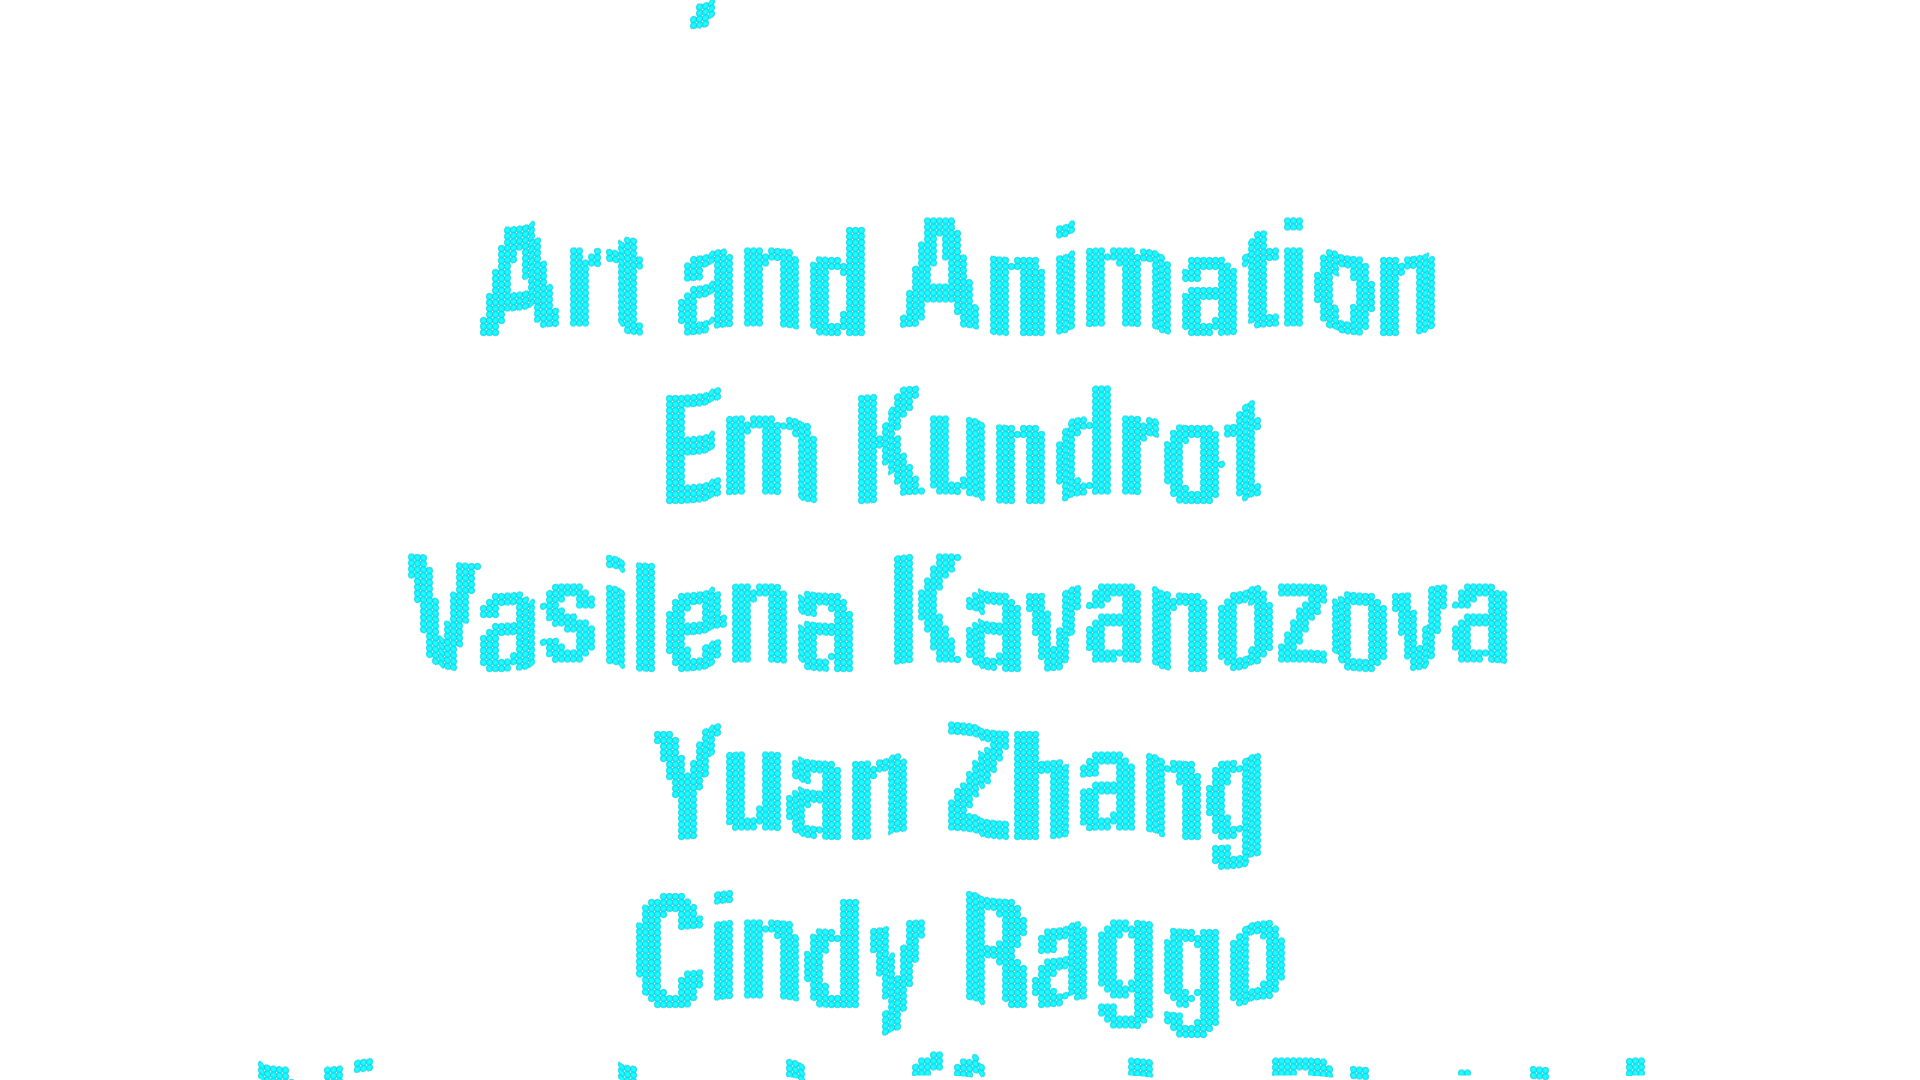 Art and Animation
Em Kundrot
Vasilena Kavanozova
Yuan Zhang
Cindy Raggo